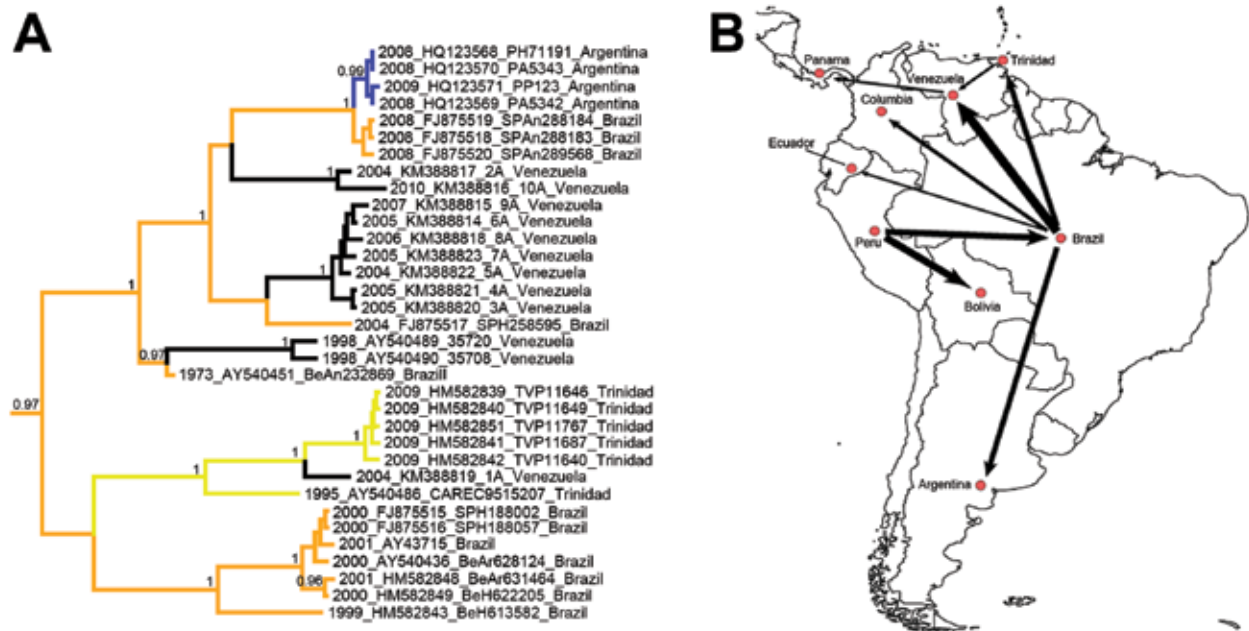 A
2008_HQ123568_PH71191_Argentina
2008_HQ123570_PA5343_Argentina
0.99
2009_HQ123571_PP123_Argentina
2008_HQ123569_PA5342_Argentina
1
2008_FJ875519_SPAn288184_Brazil
2008_FJ875518_SPAn288183_Brazil
2008_FJ875520_SPAn289568_Brazil
1
2004_KM388817_2A_Venezuela
2010_KM388816_10A_Venezuela
1
2007_KM388815_9A_Venezuela
2005_KM388814_6A_Venezuela
2006_KM388818_8A_Venezuela
2005_KM388823_7A_Venezuela
1
2004_KM388822_5A_Venezuela
1
2005_KM388821_4A_Venezuela
2005_KM388820_3A_Venezuela
2004_FJ875517_SPH258595_Brazil
1
1998_AY540489_35720_Venezuela
0.97
1998_AY540490_35708_Venezuela
1973_AY540451_BeAn232869_Brazill
2009_HM582839_TVP11646_Trinidad
0.97
2009_HM582840_TVP11649_Trinidad
2009_HM582851_TVP11767_Trinidad
1
2009_HM582841_TVP11687_Trinidad
1
2009_HM582842_TVP11640_Trinidad
2004_KM388819_1A_Venezuela
1995_AY540486_CAREC9515207_Trinidad
2000_FJ875515_SPH188002_Brazil
2000_FJ875516_SPH188057_Brazil
2001_AY43715_Brazil
1
2000_AY540436_BeAr628124_Brazil
1
0.96
2001_HM582848_BeAr631464_Brazil
2000_HM582849_BeH622205_Brazil
1999_HM582843_BeH613582_Brazil
B
Panama
Trinidad
Venezuela
Columbia
Ecuador
Peru
Brazil
Bolivia
Argentina